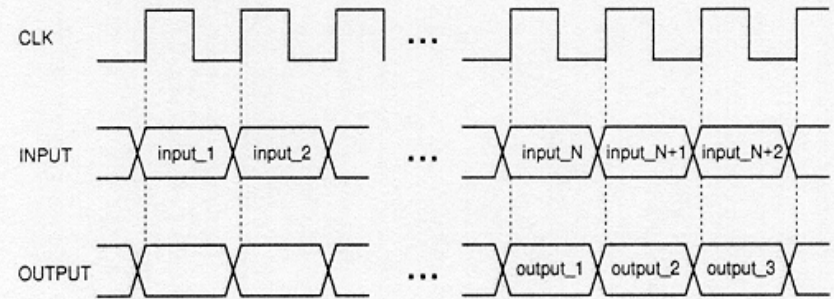 CLK
...
INPUT
input_1
input_2
...
input_N
input_N+1
input_N+2
OUTPUT
...
output_1
output_2
output_3